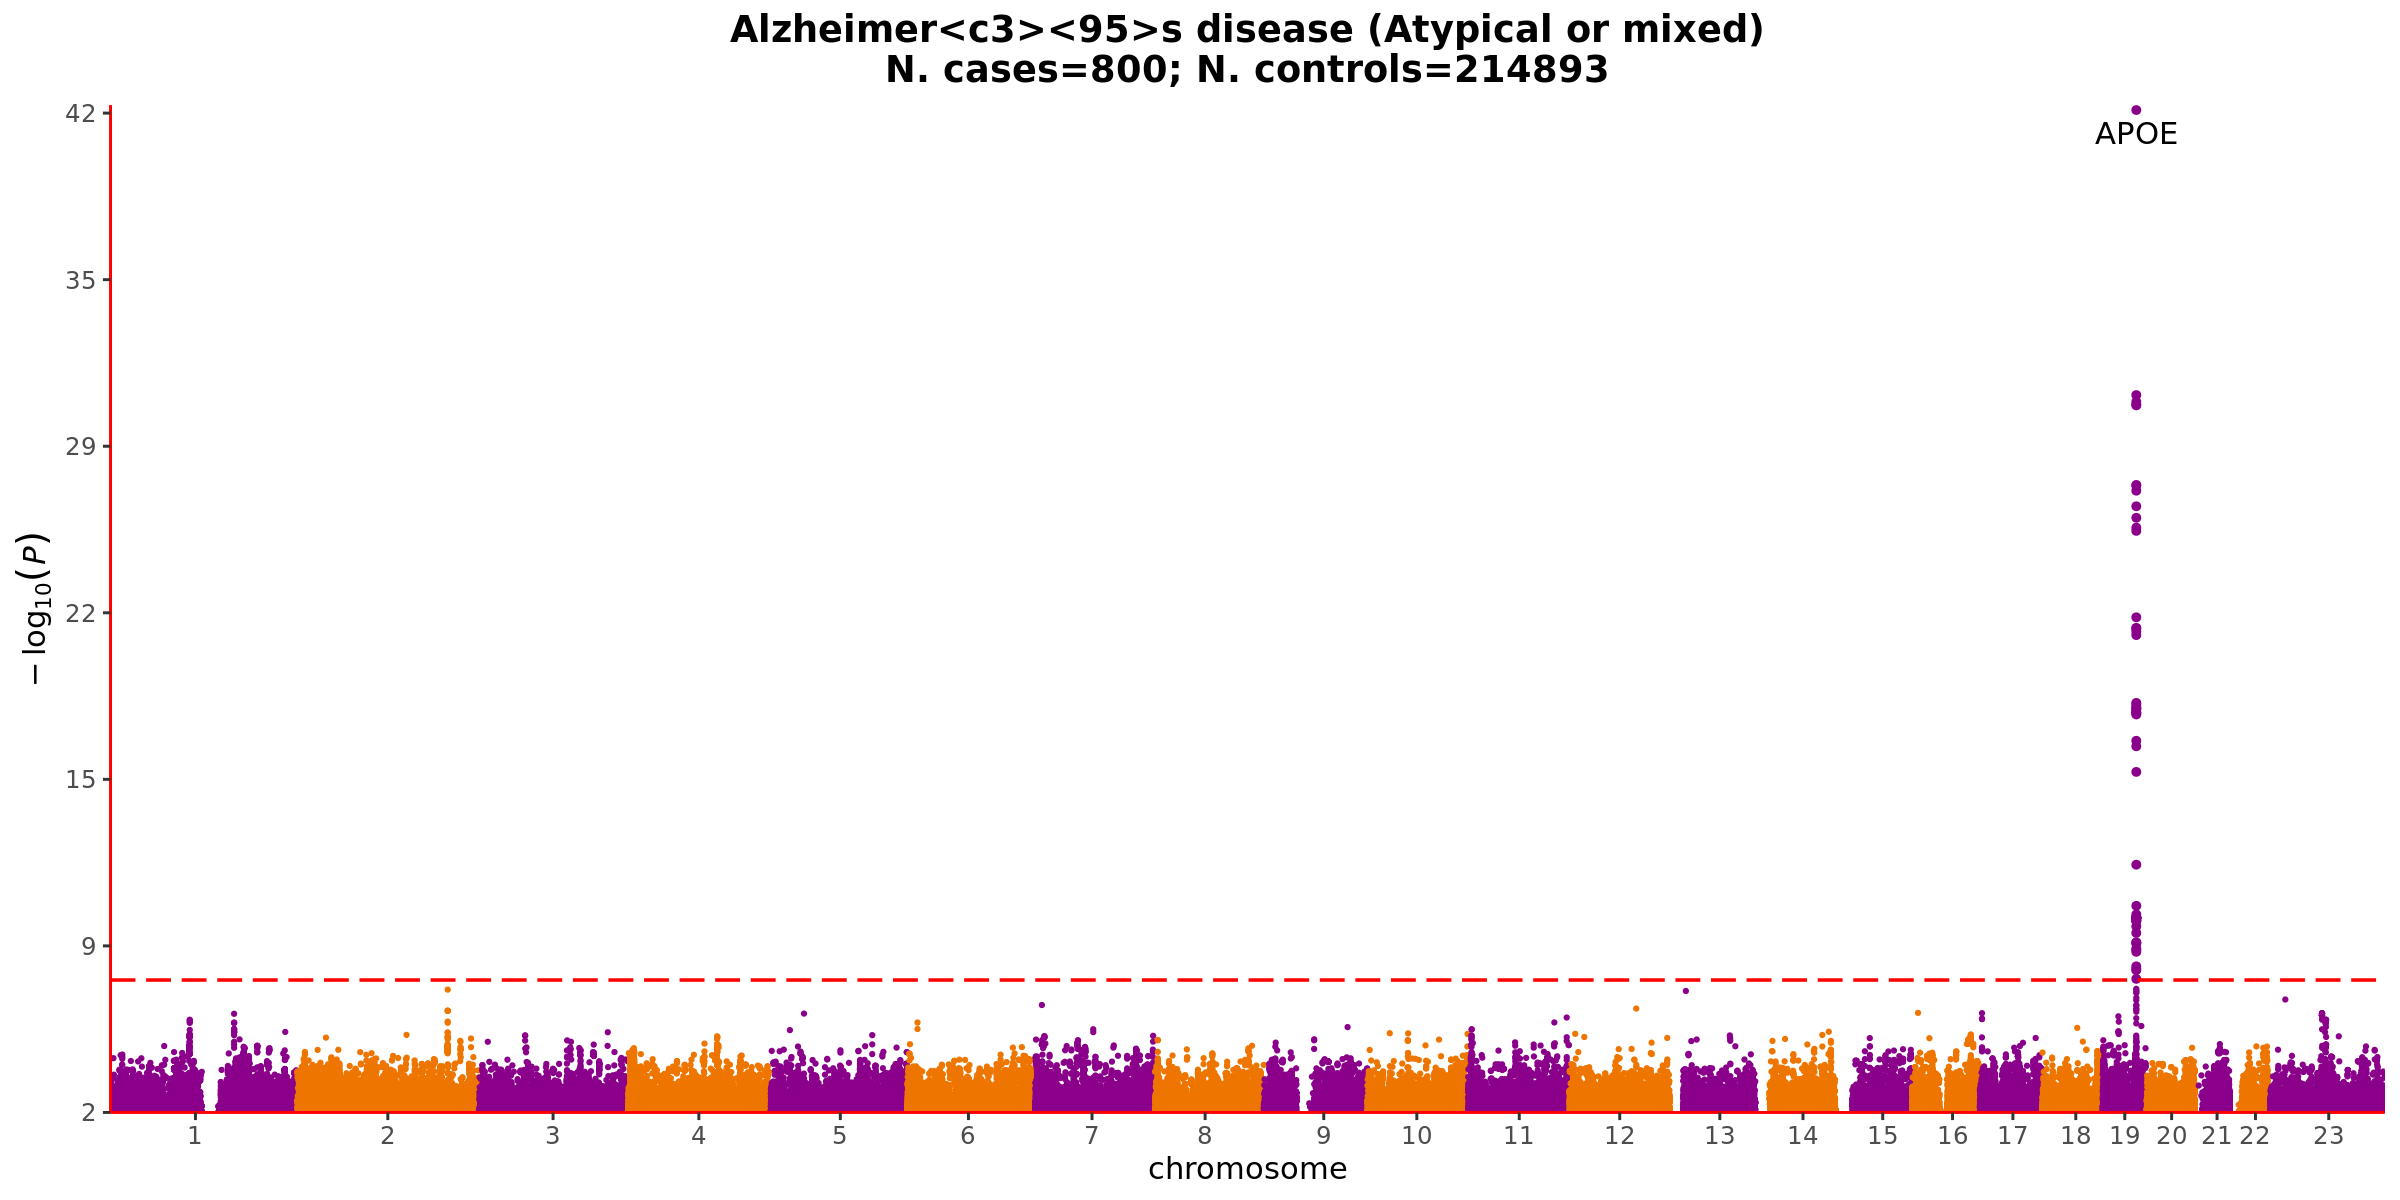 Alzheimer<c3><95>s disease (Atypical or mixed)
N. cases=800; N. controls=214893
42
APOE
35
29
22
15
9
2
− log10(P)
1 2 3 4 5 6 7 8 9 10 11 12 13 14 15 16 17 18 19 20 21 22 23
chromosome